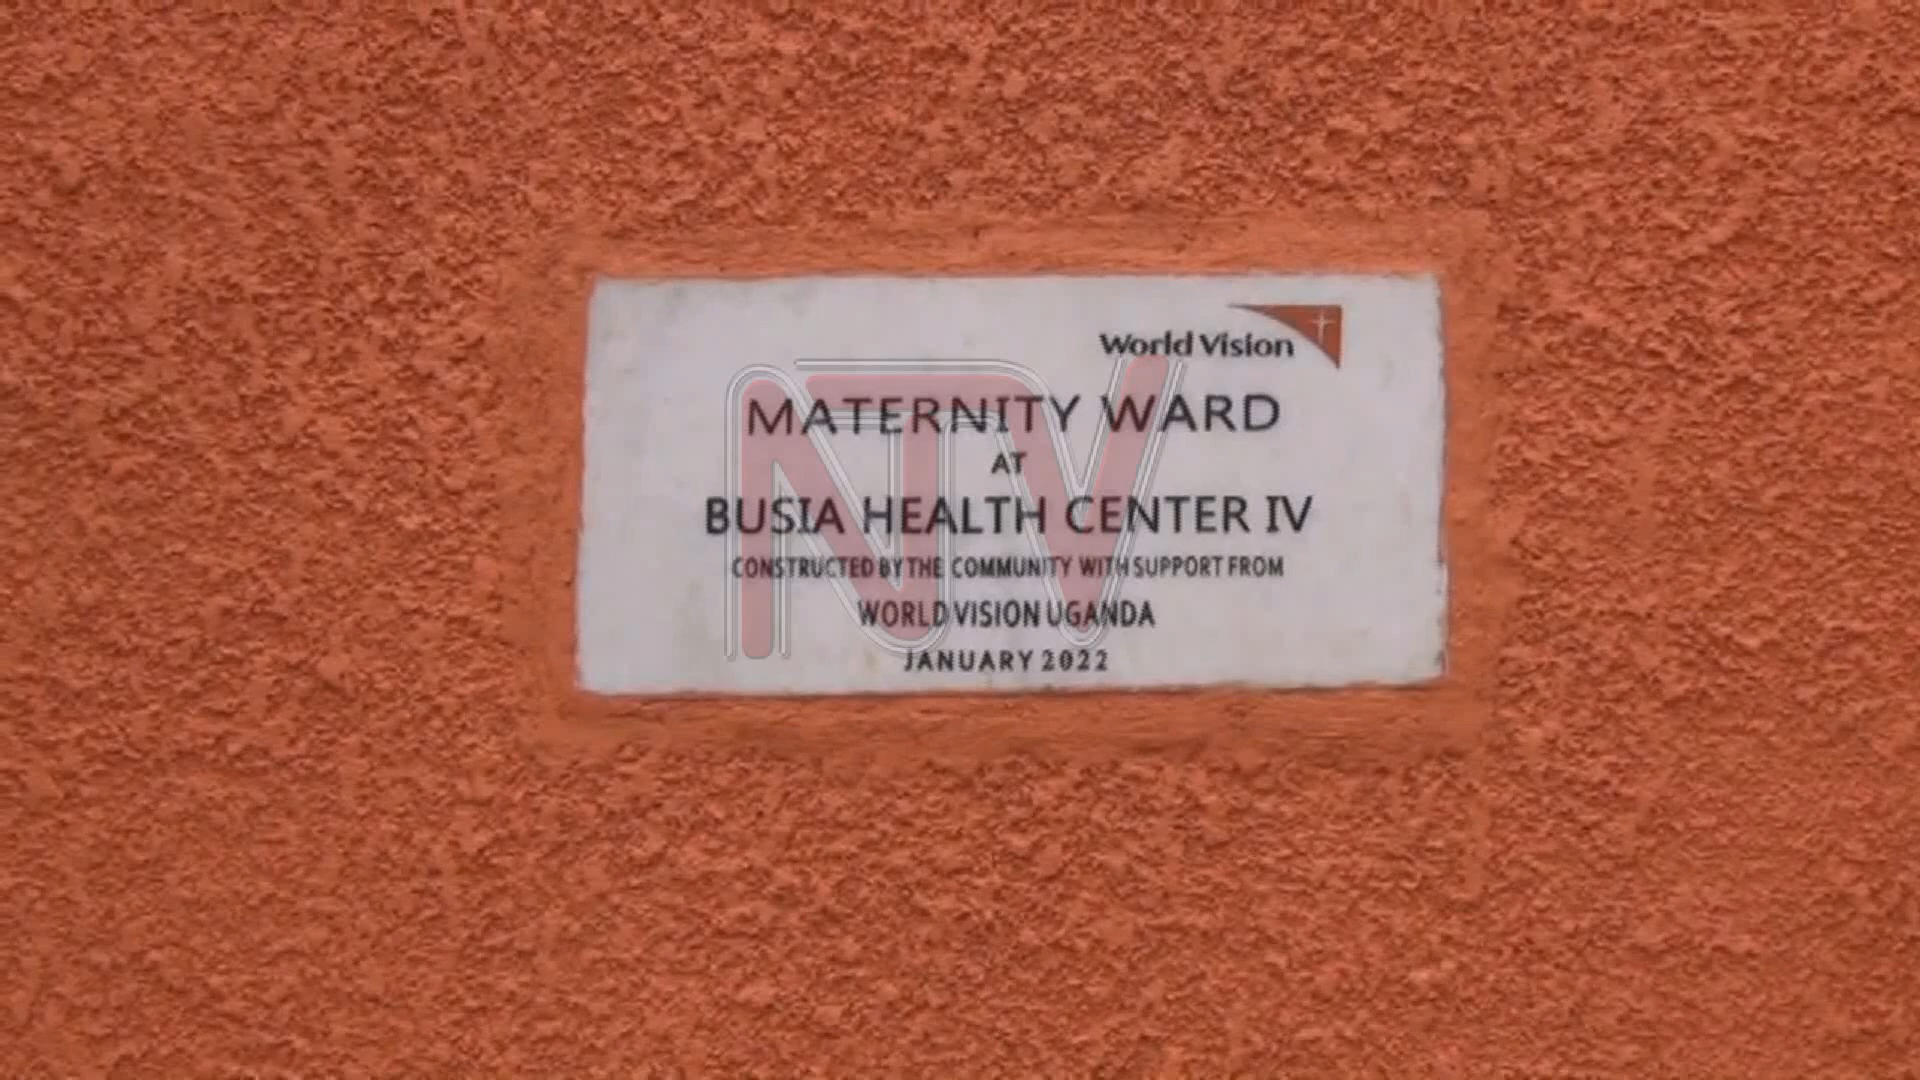 World Vision
MATERNITY WARD
AT
BUSIA HEALTH CENTER IV
CONSTRUCTED BY THE COMMUNITY WITH SUPPORT FROM
WORLD VISION UGANDA
JANUARY 2022
NTV